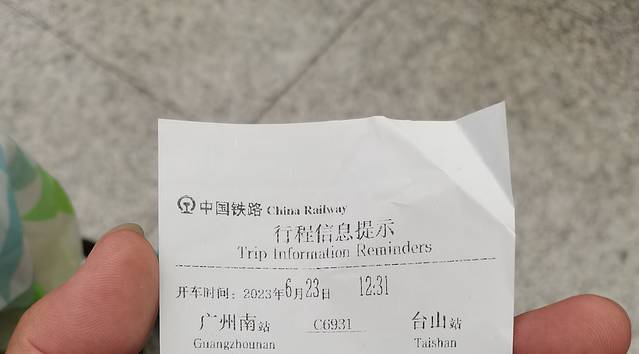 中国铁路 China Railway
行程信息提示
Trip Information Reminders
开车时间：2023年6月23日 12:31
广州南站 C6931 台山站
Guangzhounan Taishan